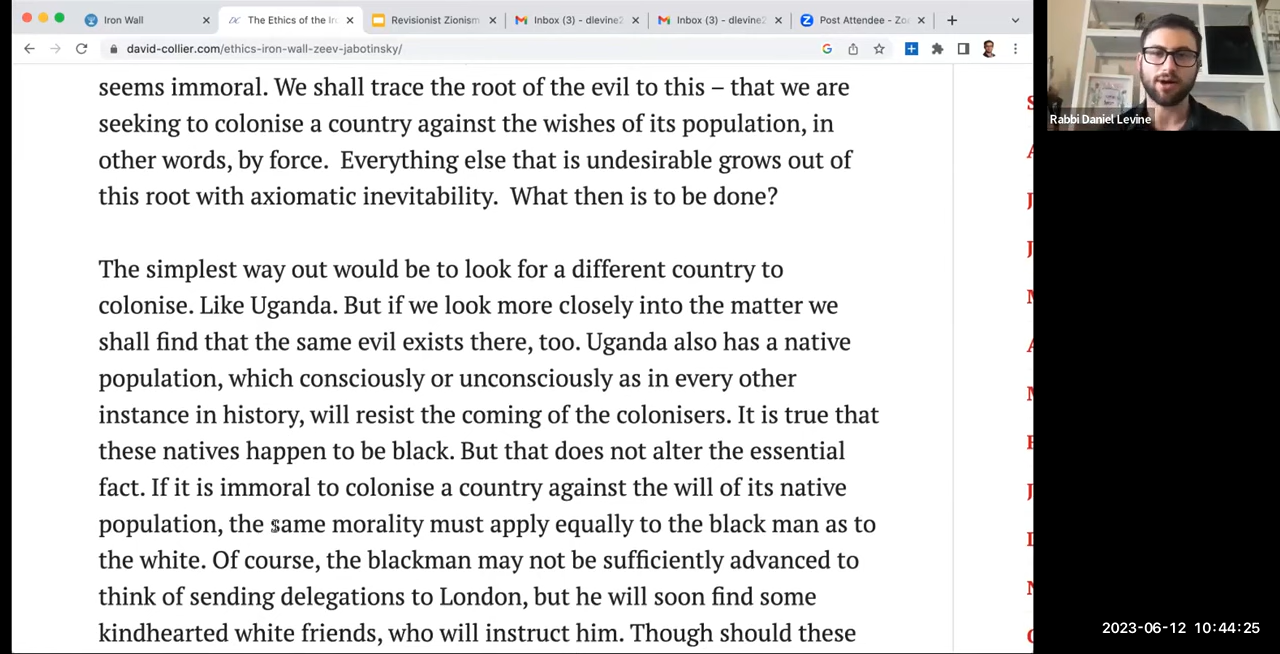 Iron Wall
The Ethics of the Iro
Revisionist Zionism
Inbox (3) – dlevine2
Inbox (3) – dlevine2
Post Attendee - Zo
david-collier.com/ethics-iron-wall-zeev-jabotinsky/
Rabbi Daniel Levine
seems immoral. We shall trace the root of the evil to this – that we are
seeking to colonise a country against the wishes of its population, in
other words, by force.  Everything else that is undesirable grows out of
this root with axiomatic inevitability.  What then is to be done?
The simplest way out would be to look for a different country to
colonise. Like Uganda. But if we look more closely into the matter we
shall find that the same evil exists there, too. Uganda also has a native
population, which consciously or unconsciously as in every other
instance in history, will resist the coming of the colonisers. It is true that
these natives happen to be black. But that does not alter the essential
fact. If it is immoral to colonise a country against the will of its native
population, the same morality must apply equally to the black man as to
the white. Of course, the blackman may not be sufficiently advanced to
think of sending delegations to London, but he will soon find some
kindhearted white friends, who will instruct him. Though should these
2023-06-12 10:44:25